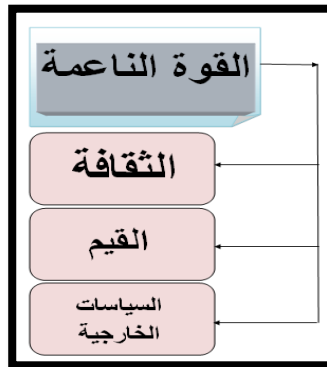 القوة الناعمة
الثقافة
القيم
السياسات
الخارجية